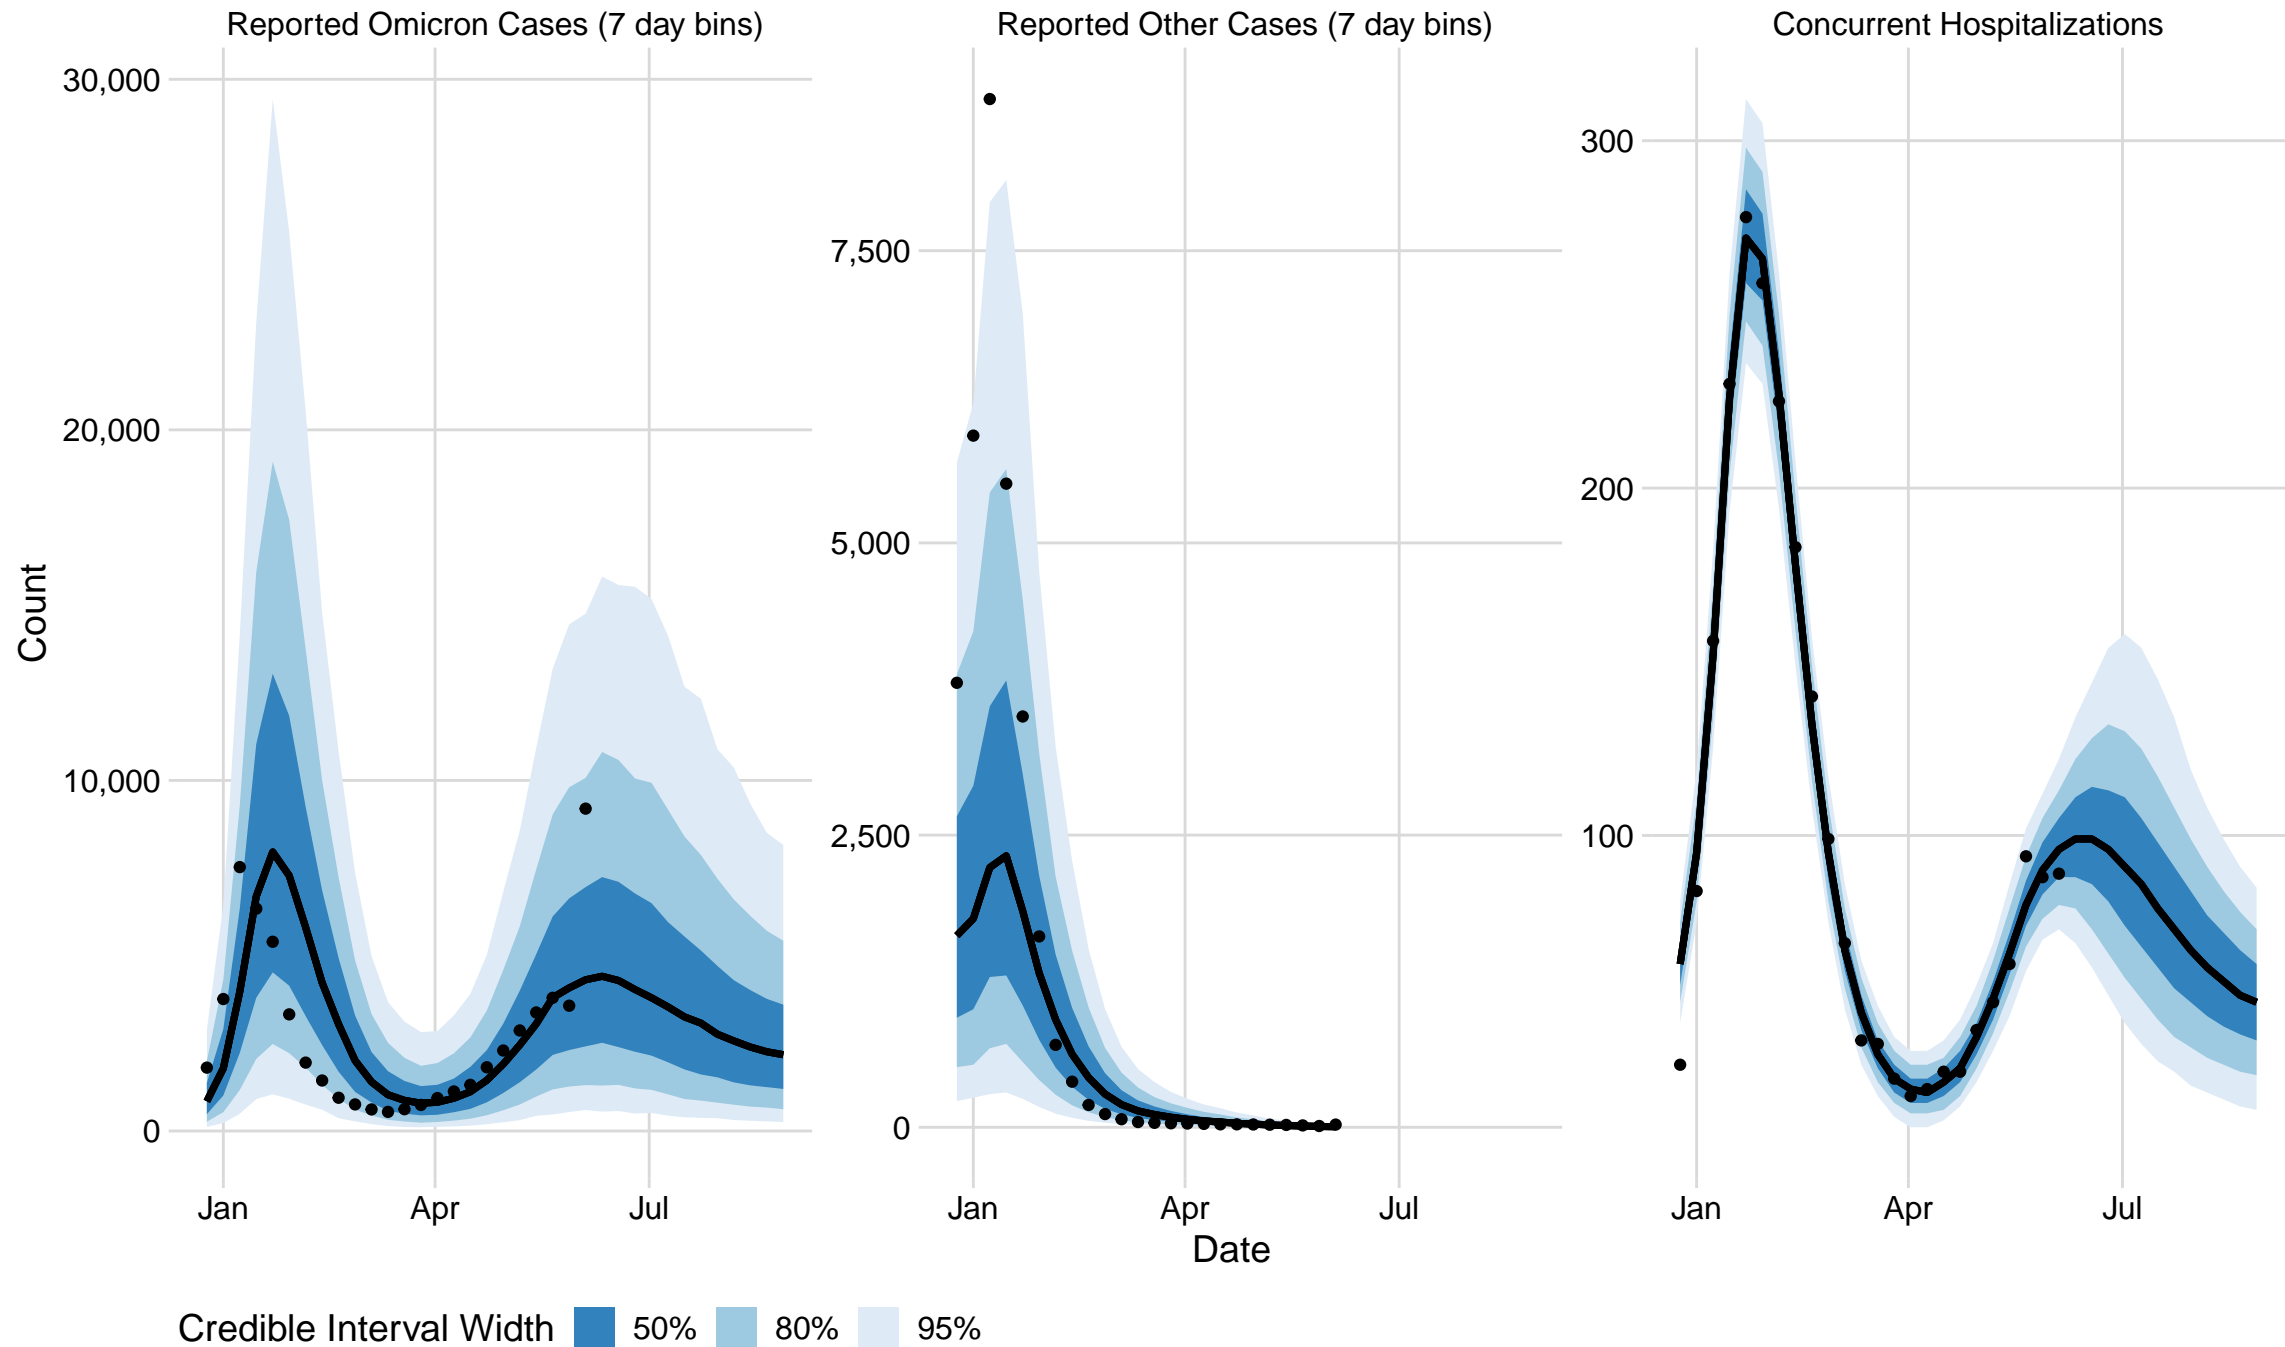 Reported Omicron Cases (7 day bins)
Reported Other Cases (7 day bins)
Concurrent Hospitalizations
Count
30,000
20,000
10,000
0
Jan
Apr
Jul
7,500
5,000
2,500
0
Jan
Apr
Jul
300
200
100
Jan
Apr
Jul
Date
Credible Interval Width 50% 80% 95%